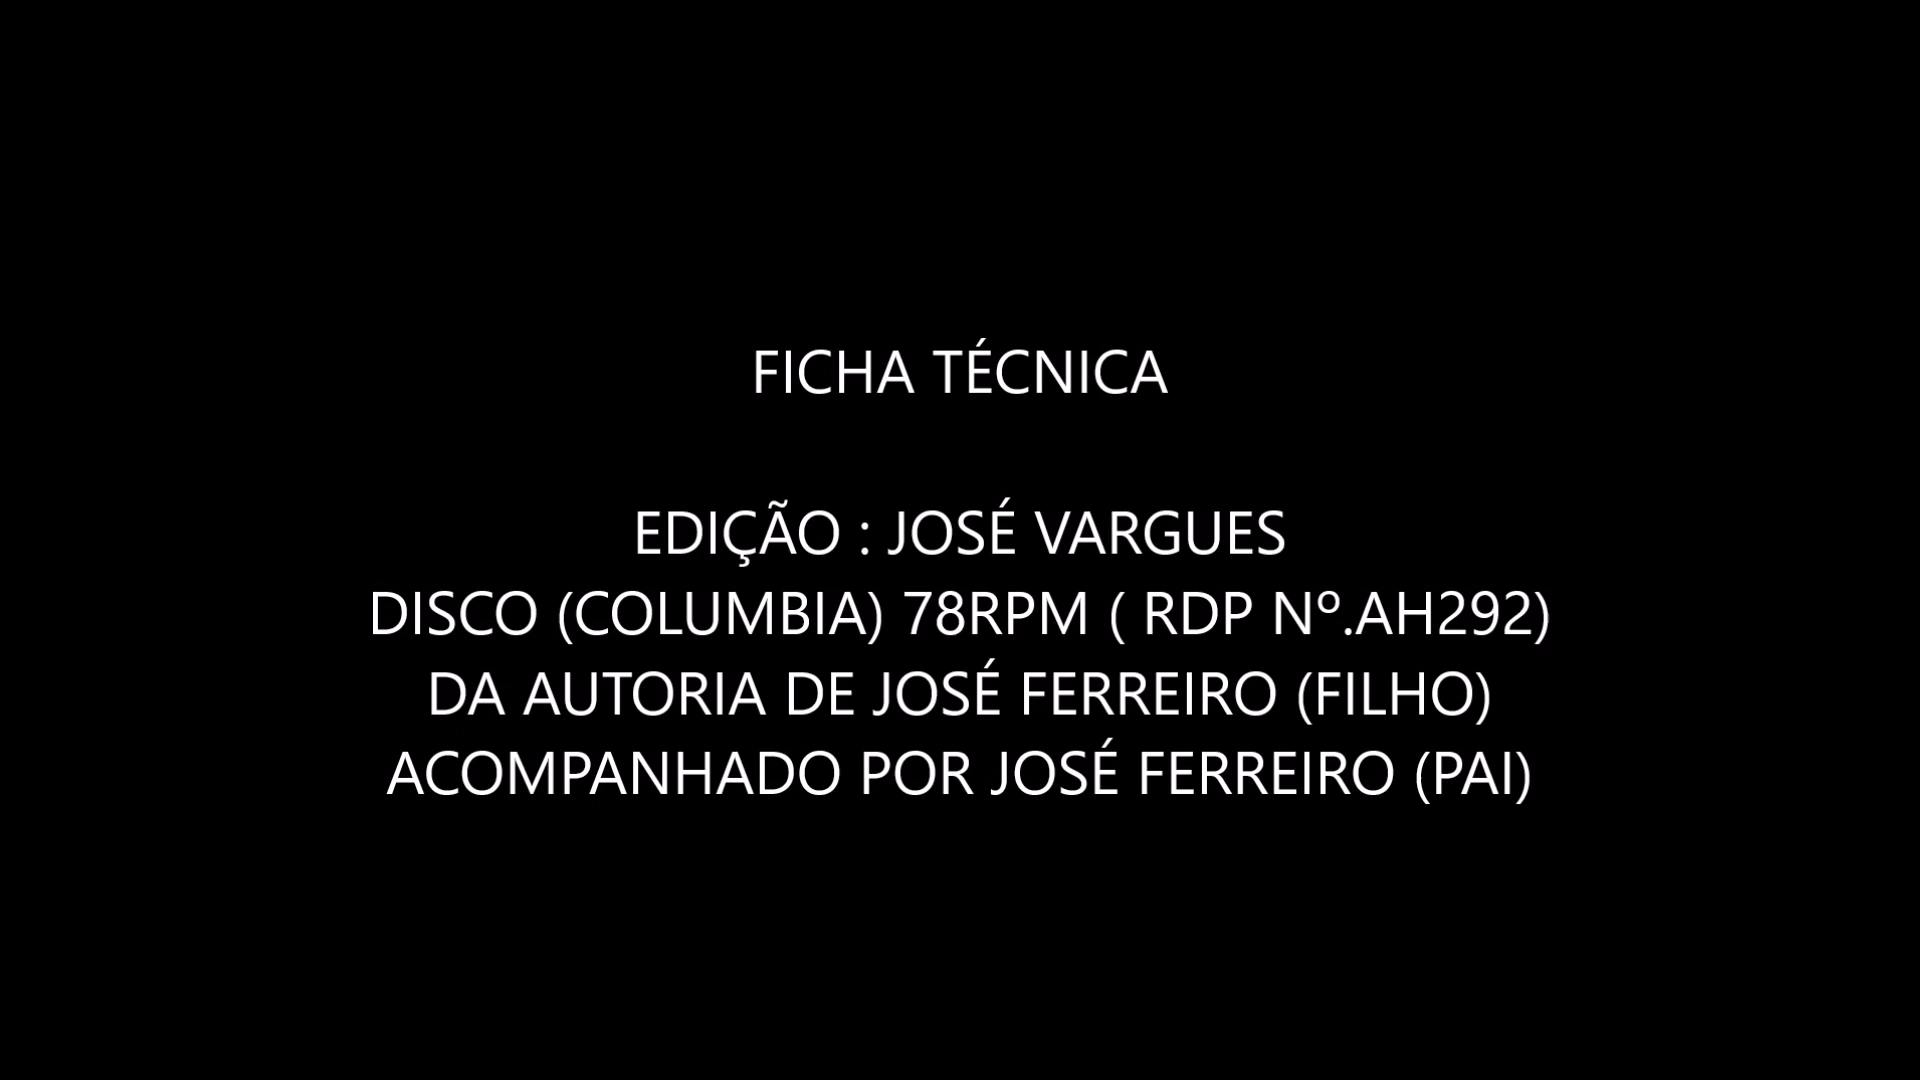 FICHA TÉCNICA
EDIÇÃO : JOSÉ VARGUES
DISCO (COLUMBIA) 78RPM ( RDP Nº.AH292)
DA AUTORIA DE JOSÉ FERREIRO (FILHO)
ACOMPANHADO POR JOSÉ FERREIRO (PAI)